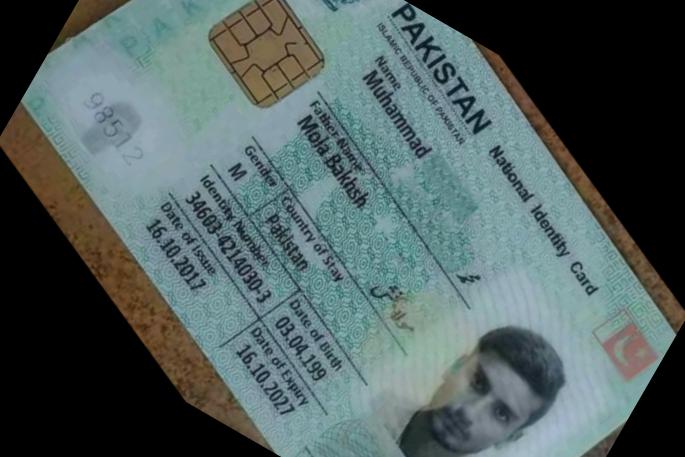 PAKISTAN National Identity Card
ISLAMIC REPUBLIC OF PAKISTAN
Name
Muhammad
Father Name
Mola Bakhsh
Gender
Country of Stay
M
Pakistan
Identity Number
Date of Birth
34603-4214030-3
03.04.199
Date of Issue
Date of Expiry
16.10.2017
16.10.2027
98512